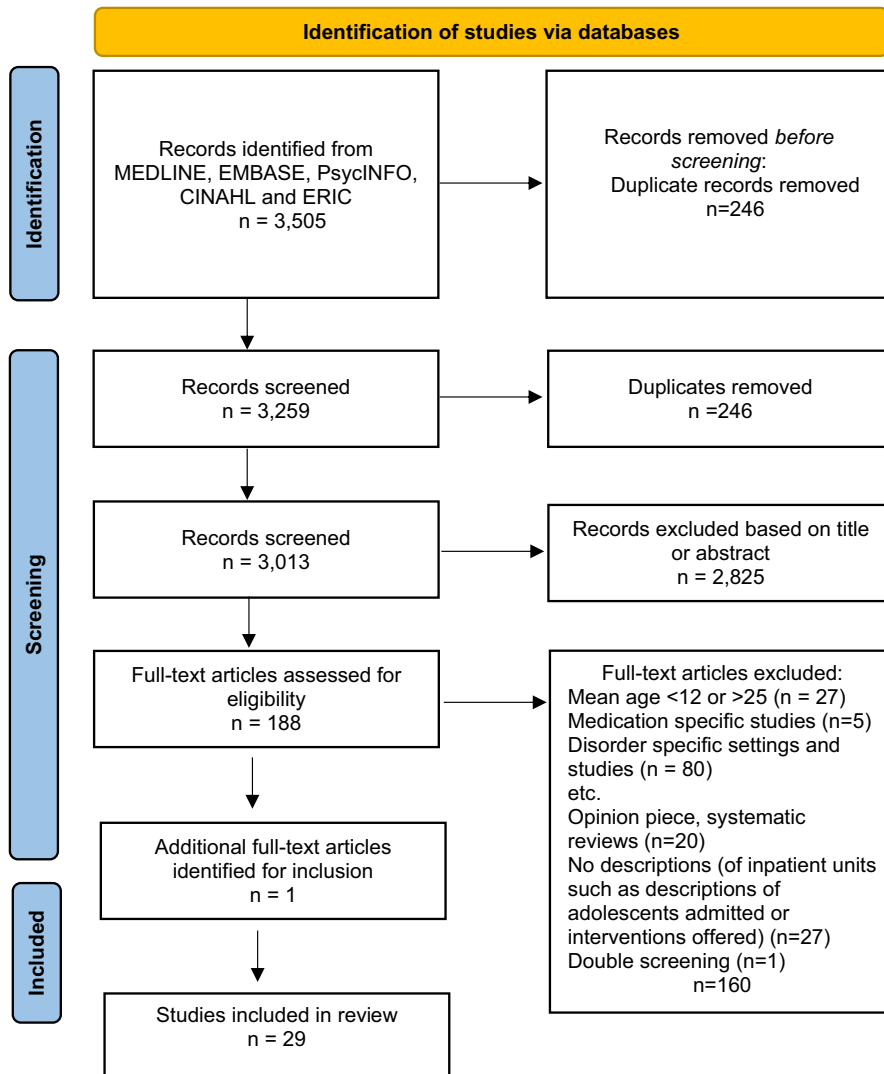 Identification of studies via databases
Identification
Records identified from
MEDLINE, EMBASE, PsycINFO,
CINAHL and ERIC
n = 3,505
Records removed before
screening:
Duplicate records removed
n=246
Screening
Records screened
n = 3,259
Duplicates removed
n =246
Records screened
n = 3,013
Records excluded based on title
or abstract
n = 2,825
Full-text articles assessed for
eligibility
n = 188
Full-text articles excluded:
Mean age <12 or >25 (n = 27)
Medication specific studies (n=5)
Disorder specific settings and
studies (n = 80)
etc.
Opinion piece, systematic
reviews (n=20)
No descriptions (of inpatient units
such as descriptions of
adolescents admitted or
interventions offered) (n=27)
Double screening (n=1)
n=160
Additional full-text articles
identified for inclusion
n = 1
Included
Studies included in review
n = 29